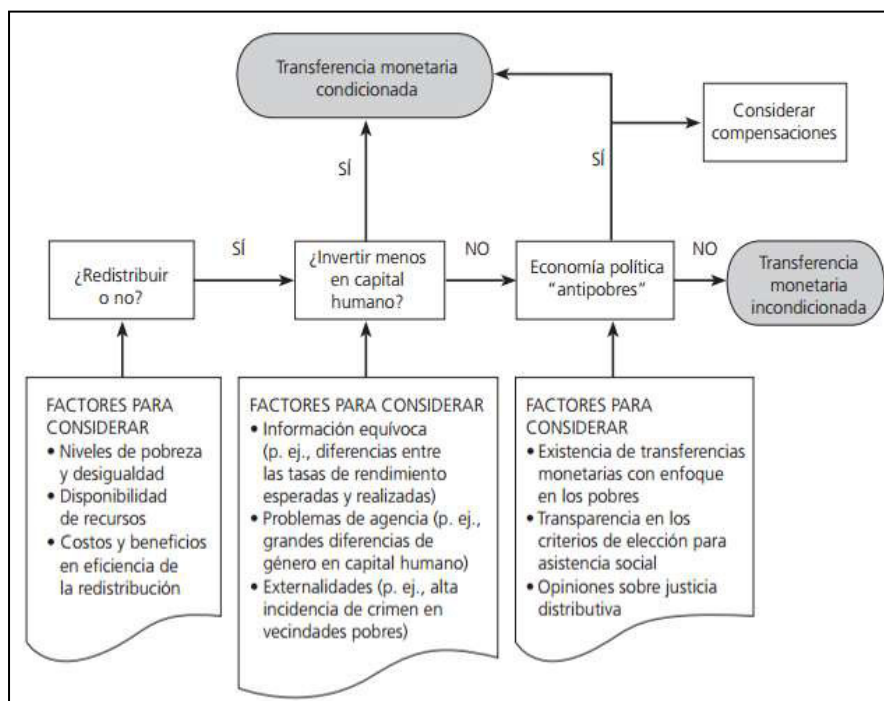 Transferencia monetaria
condicionada
Considerar
compensaciones
SÍ
SÍ
¿Redistribuir
o no?
SÍ
¿Invertir menos
en capital
humano?
NO
Economía política
“antipobres”
NO
Transferencia
monetaria
incondicionada
FACTORES PARA
CONSIDERAR
• Niveles de pobreza
y desigualdad
• Disponibilidad
de recursos
• Costos y beneficios
en eficiencia de
la redistribución
FACTORES PARA CONSIDERAR
• Información equívoca
(p. ej., diferencias entre
las tasas de rendimiento
esperadas y realizadas)
• Problemas de agencia (p. ej.,
grandes diferencias de
género en capital humano)
• Externalidades (p. ej., alta
incidencia de crimen en
vecindades pobres)
FACTORES PARA
CONSIDERAR
• Existencia de transferencias
monetarias con enfoque
en los pobres
• Transparencia en los
criterios de elección para
asistencia social
• Opiniones sobre justicia
distributiva